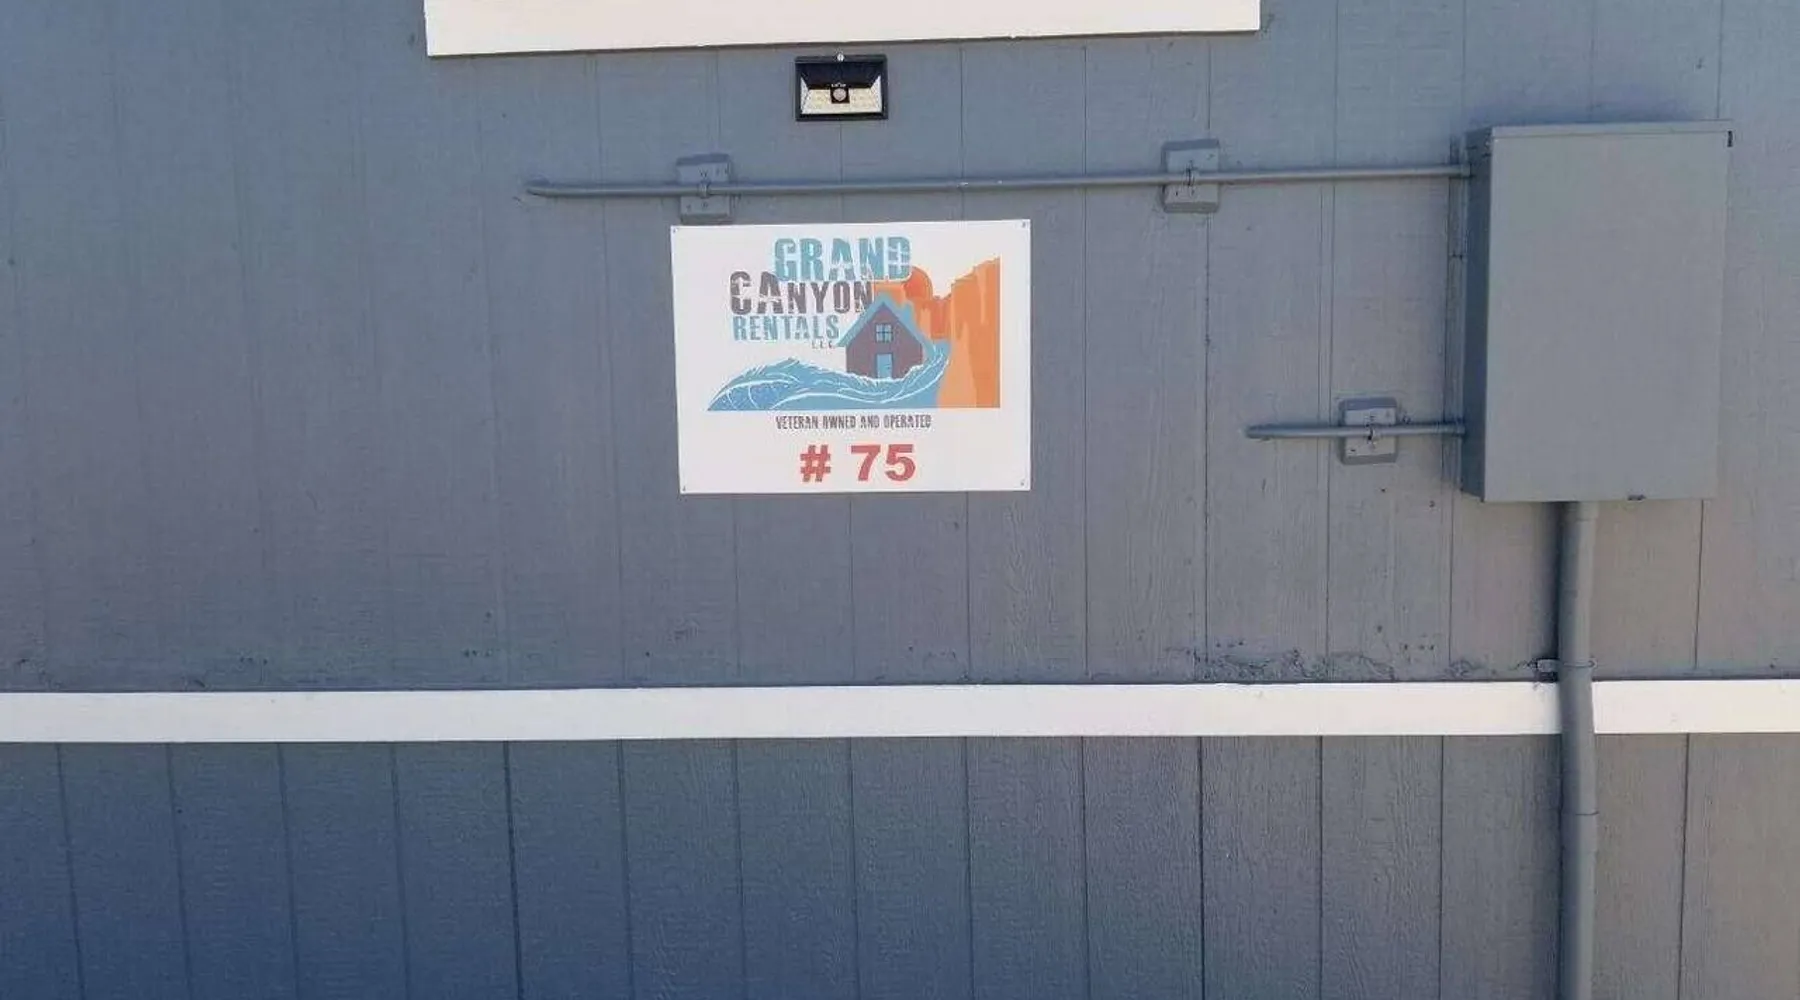 GRAND
CANYON
RENTALS
LLC
VETERAN OWNED AND OPERATED
# 75